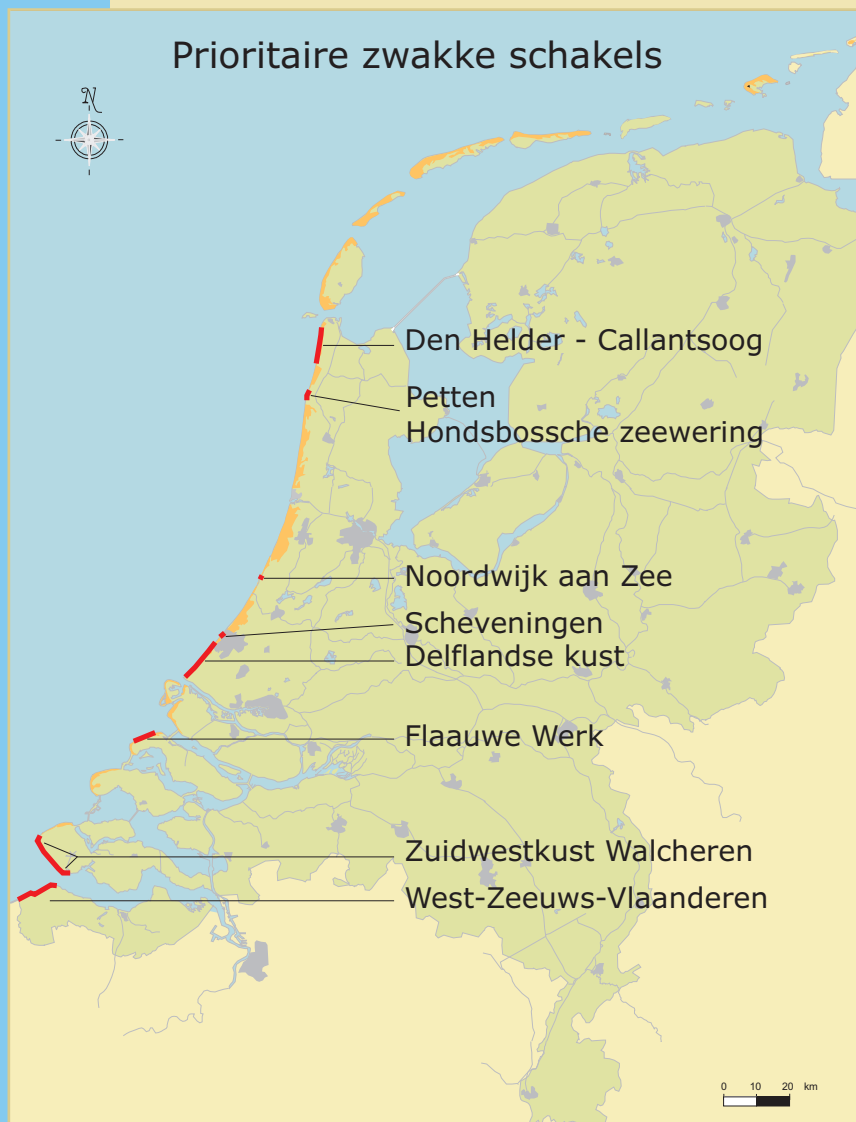 Prioritaire zwakke schakels
N
Den Helder - Callantsoog
Petten
Hondsbossche zeewering
Noordwijk aan Zee
Scheveningen
Delflandse kust
Flaauwe Werk
Zuidwestkust Walcheren
West-Zeeuws-Vlaanderen
0 10 20 km